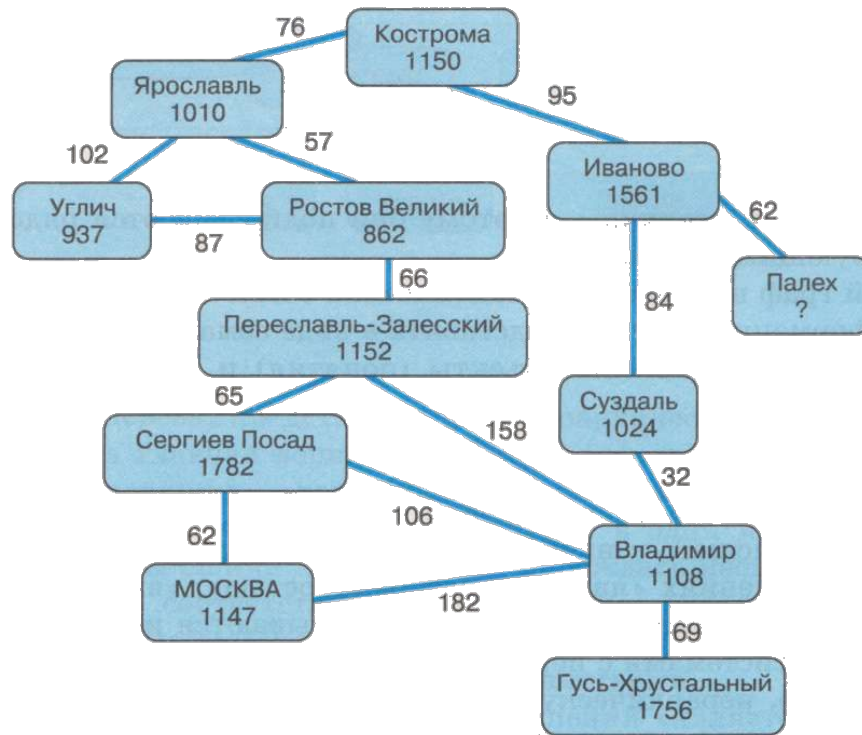 76
Кострома
1150
Ярославль
1010
95
102
57
Иваново
1561
Углич
937
87
Ростов Великий
862
62
66
Палех
?
84
Переславль-Залесский
1152
65
158
Суздаль
1024
Сергиев Посад
1782
32
106
62
Владимир
1108
МОСКВА
1147
182
69
Гусь-Хрустальный
1756